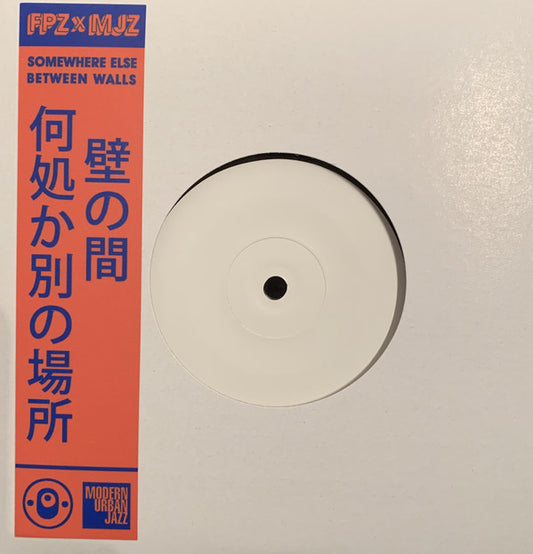 FPZ x MJZ
SOMEWHERE ELSE
BETWEEN WALLS
壁の間
何処か別の場所
MODERN
URBAN
JAZZ